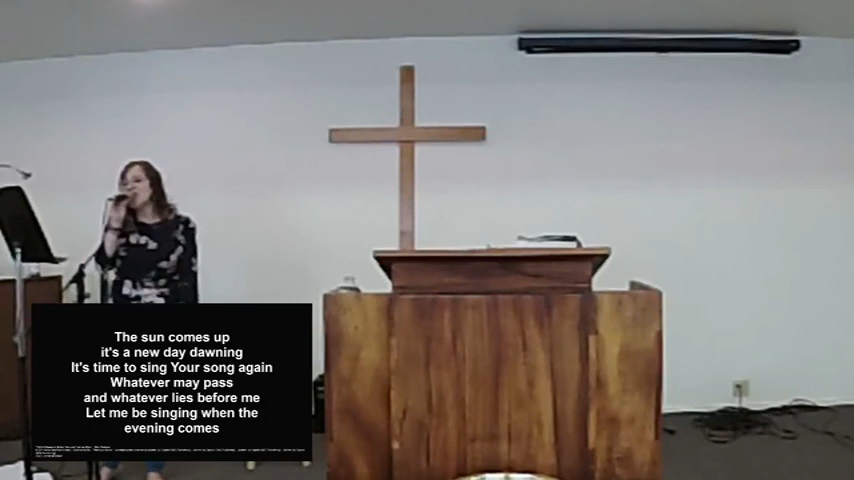 The sun comes up
it's a new day dawning
It's time to sing Your song again
Whatever may pass
and whatever lies before me
Let me be singing when the
evening comes